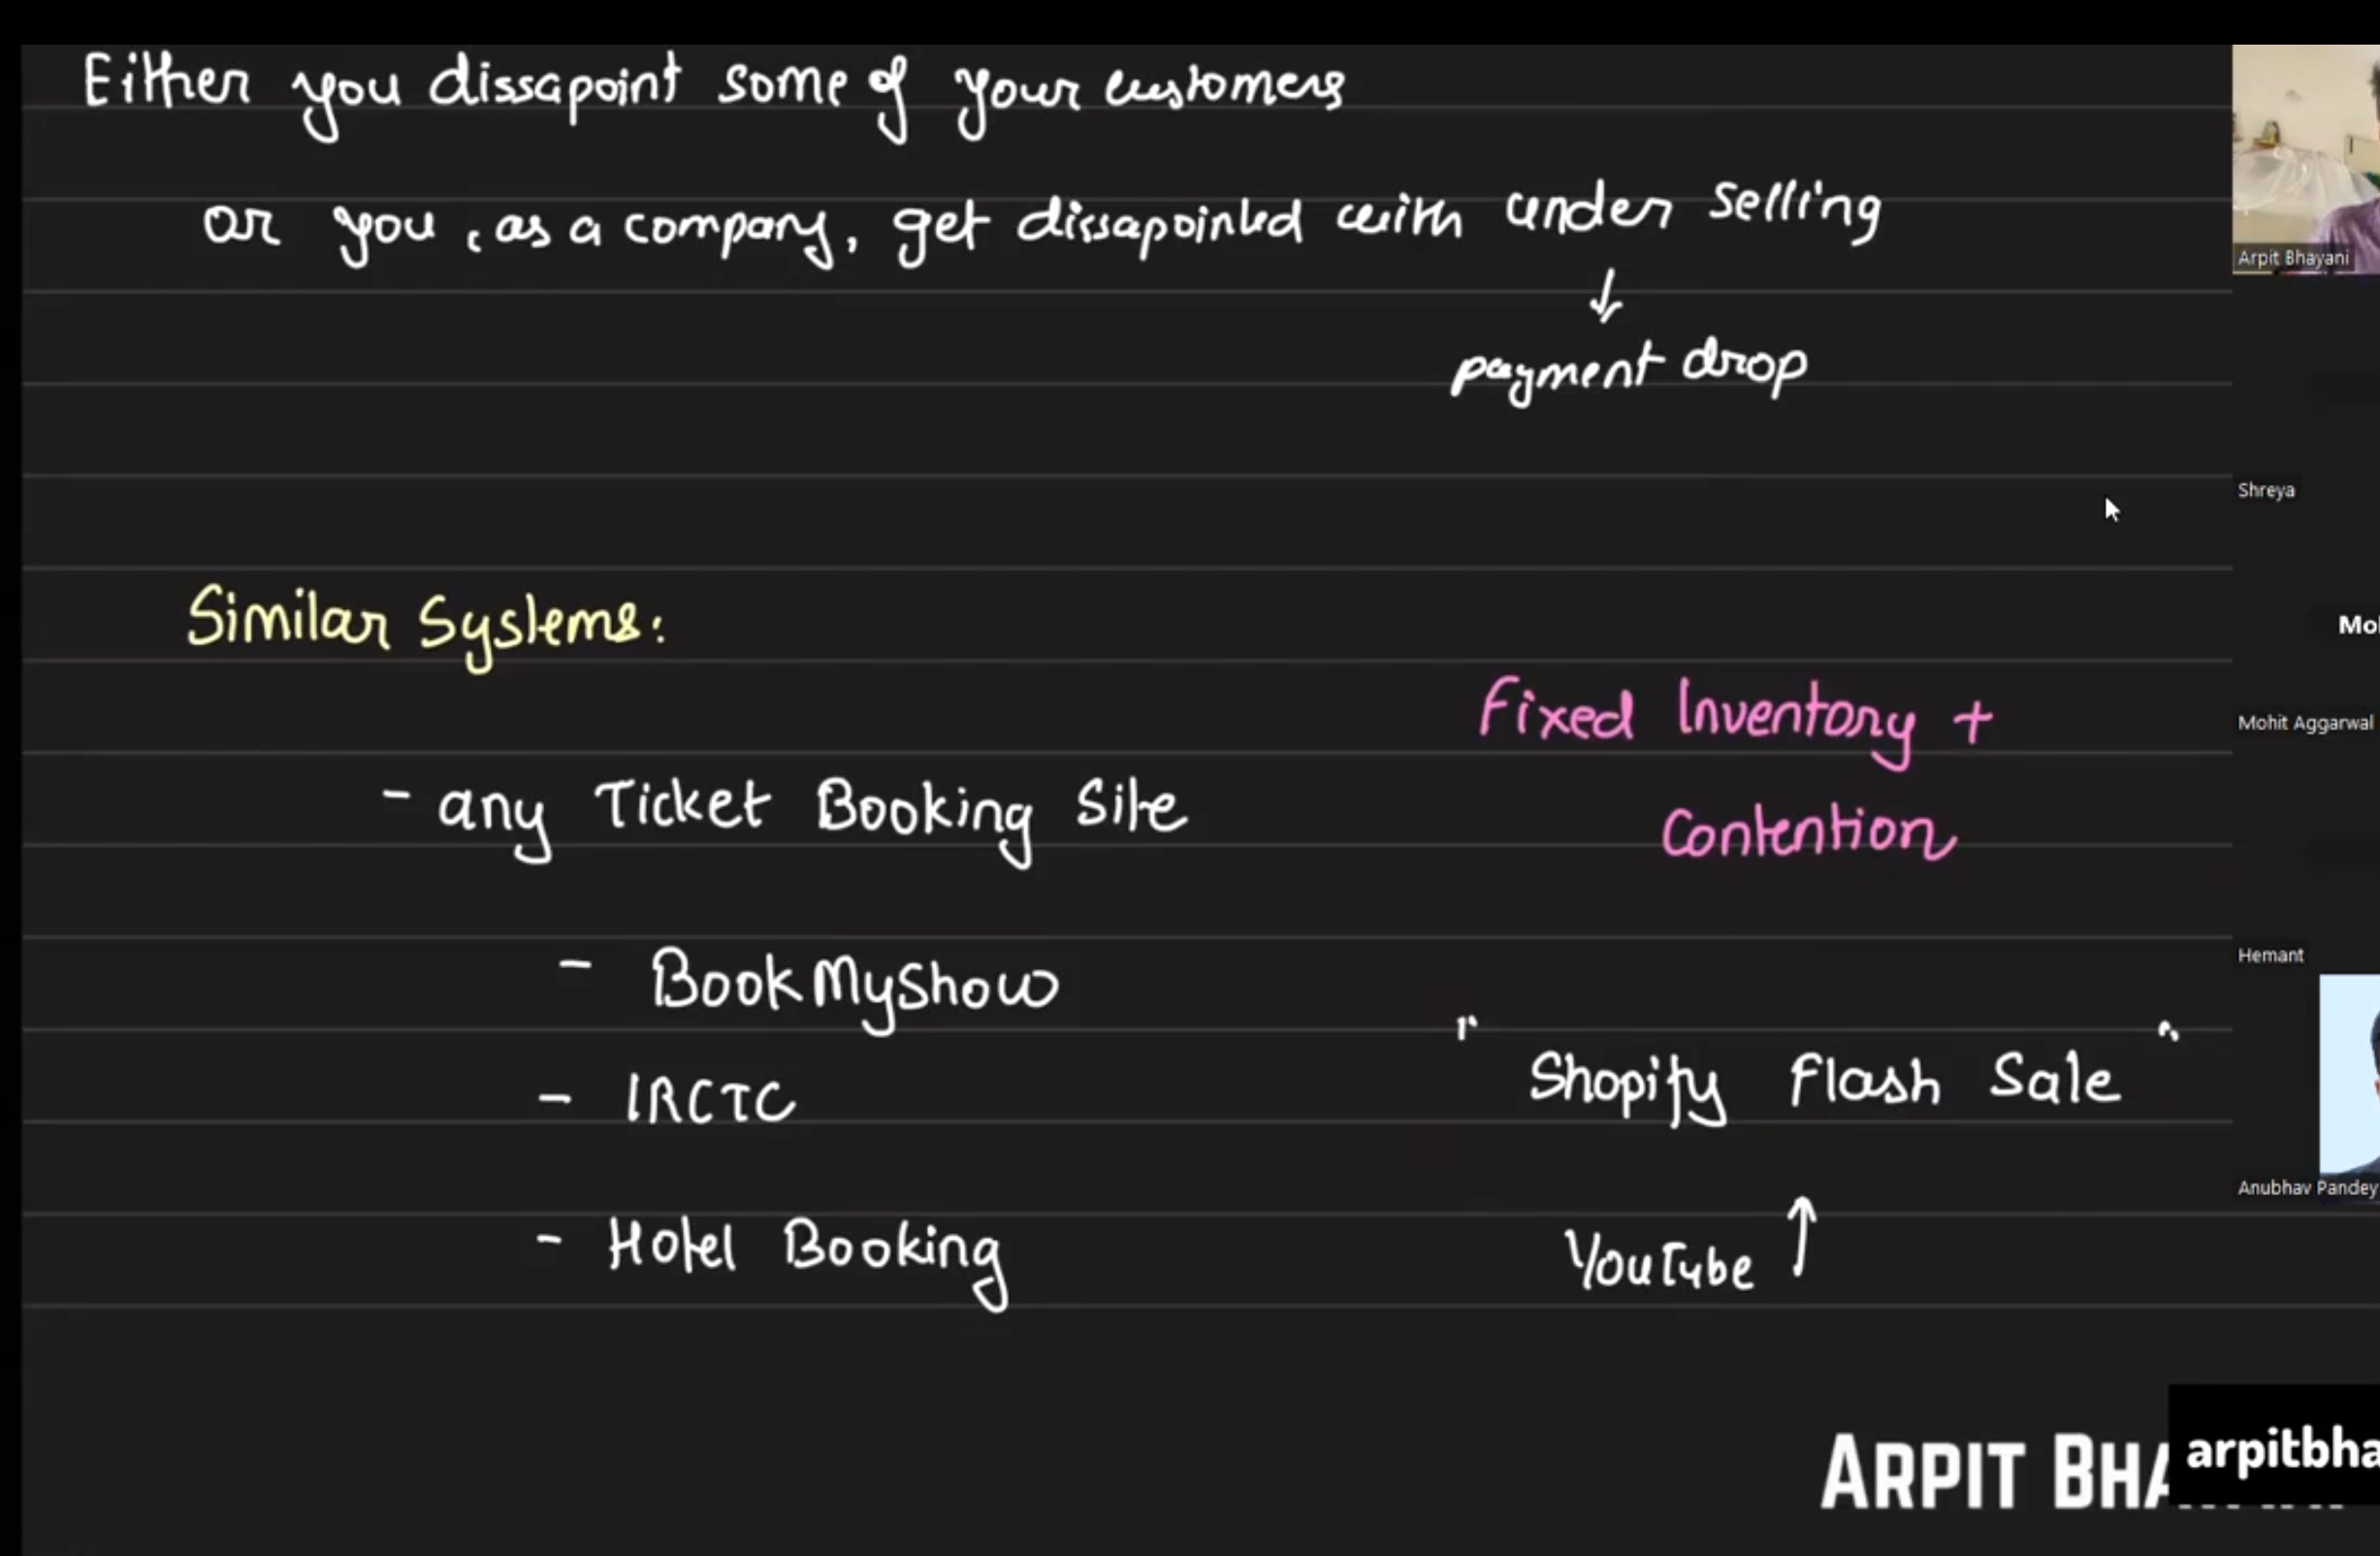 Either you dissapoint some of your customers
or you, as a company, get dissapointed with under selling
↓
payment drop
Similar Systems:
Fixed Inventory +
Contention
- any Ticket Booking Site
- BookMyShow
- IRCTC
- Hotel Booking
" Shopify Flash Sale "
YouTube ↑
Arpit Bhayani
Shreya
Mohit Aggarwal
Hemant
Anubhav Pandey
ARPIT BHA
arpitbha